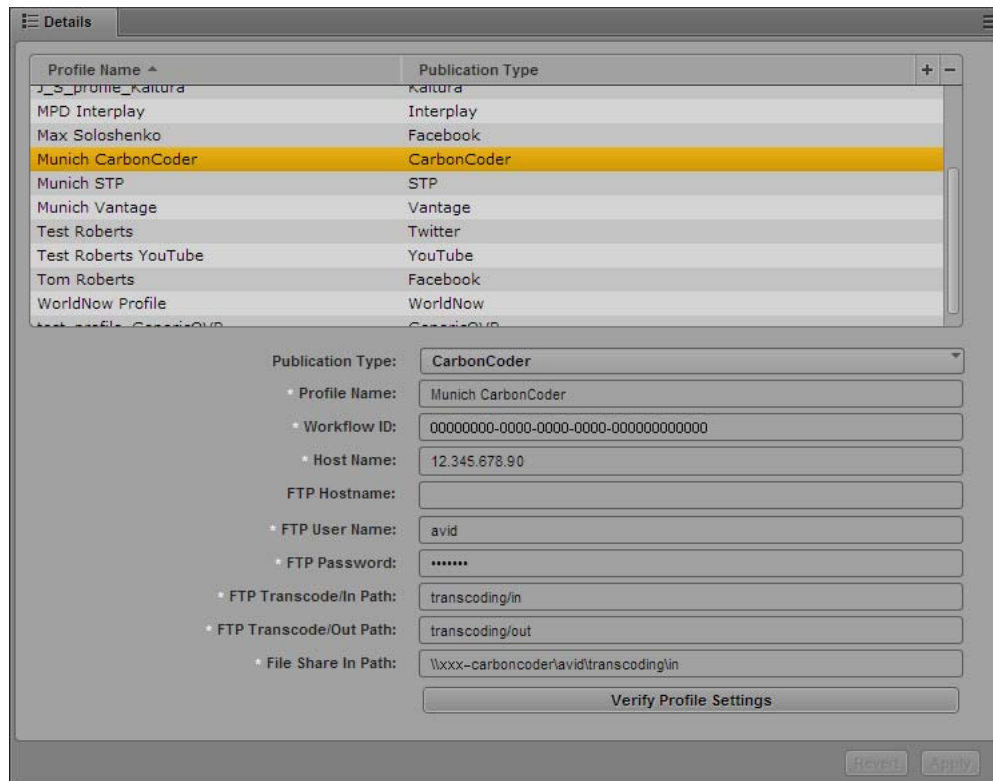 Details
Profile Name Publication Type + −
J_S_profile_Kaltura Kaltura
MPD Interplay Interplay
Max Soloshenko Facebook
Munich CarbonCoder CarbonCoder
Munich STP STP
Munich Vantage Vantage
Test Roberts Twitter
Test Roberts YouTube YouTube
Tom Roberts Facebook
WorldNow Profile WorldNow
test_profile_GenericOVP GenericOVP
Publication Type: CarbonCoder
* Profile Name: Munich CarbonCoder
* Workflow ID: 00000000-0000-0000-0000-000000000000
* Host Name: 12.345.678.90
FTP Hostname:
* FTP User Name: avid
* FTP Password: •••••••
* FTP Transcode/In Path: transcoding/in
* FTP Transcode/Out Path: transcoding/out
* File Share In Path: \\xxx-carboncoder\avid\transcoding\in
Verify Profile Settings
Revert Apply